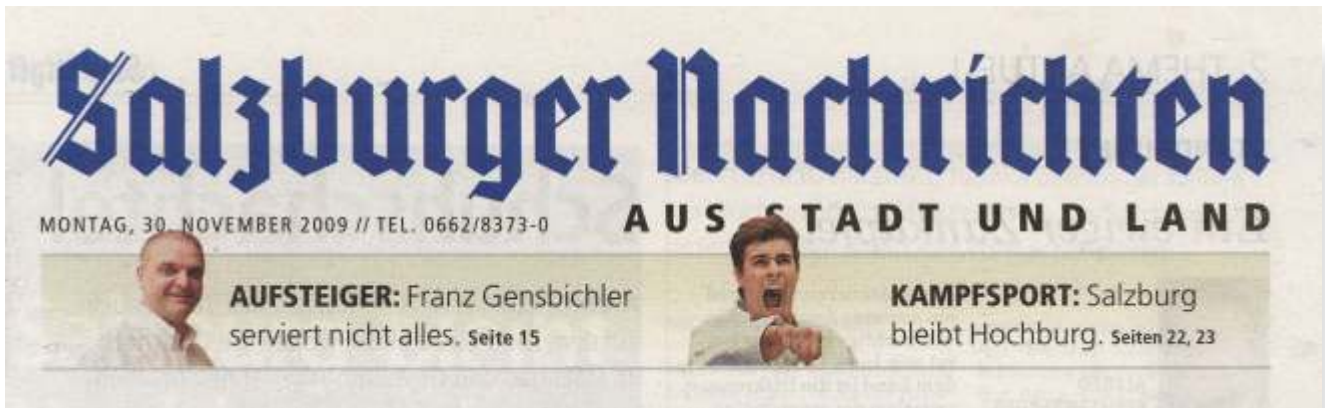 Salzburger Nachrichten
MONTAG, 30. NOVEMBER 2009 // TEL. 0662/8373-0
AUS STADT UND LAND
AUFSTEIGER: Franz Gensbichler
serviert nicht alles. Seite 15
KAMPFSPORT: Salzburg
bleibt Hochburg. Seiten 22, 23